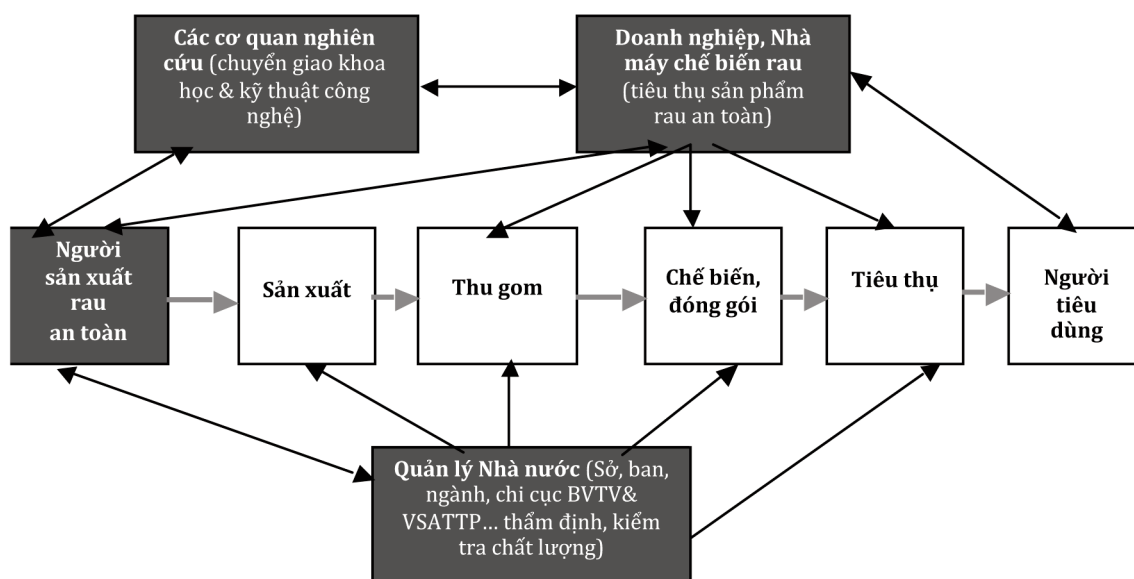 Các cơ quan nghiên
cứu (chuyển giao khoa
học & kỹ thuật công
nghệ)
Doanh nghiệp, Nhà
máy chế biến rau
(tiêu thụ sản phẩm
rau an toàn)
Người
sản xuất
rau
an toàn
Sản xuất
Thu gom
Chế biến,
đóng gói
Tiêu thụ
Người
tiêu
dùng
Quản lý Nhà nước (Sở, ban,
ngành, chi cục BVTV&
VSATTP... thẩm định, kiểm
tra chất lượng)